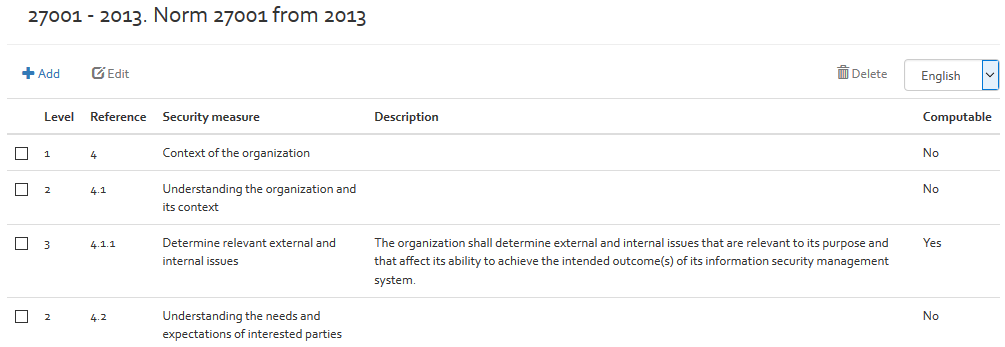 27001 - 2013. Norm 27001 from 2013
Add Edit Delete English
Level Reference Security measure Description Computable
1 4 Context of the organization No
2 4.1 Understanding the organization and No
its context
3 4.1.1 Determine relevant external and The organization shall determine external and internal issues that are relevant to its purpose and Yes
internal issues that affect its ability to achieve the intended outcome(s) of its information security management
system.
2 4.2 Understanding the needs and No
expectations of interested parties